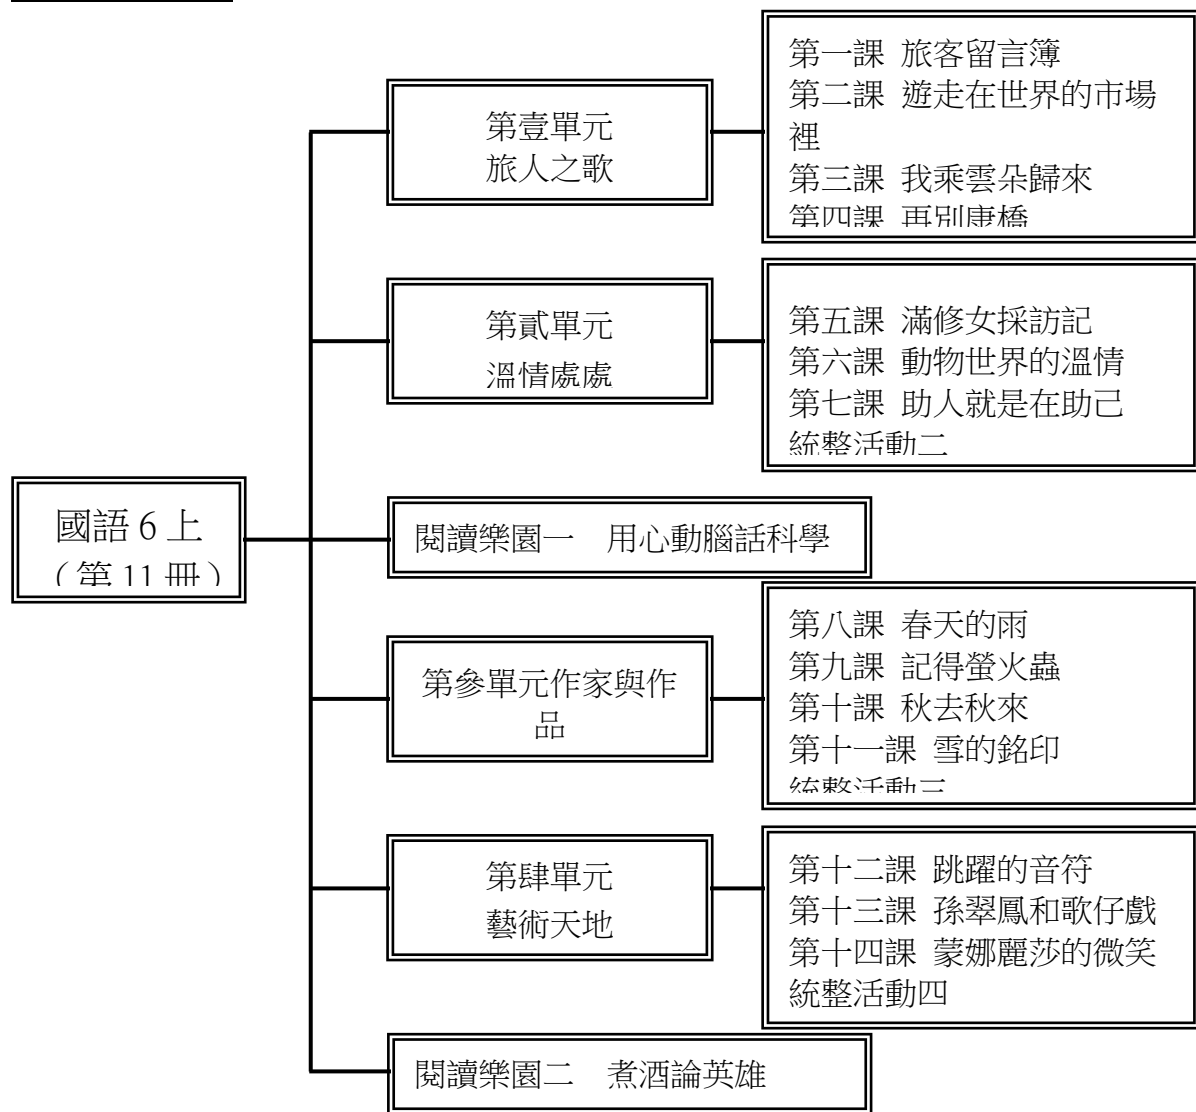 國語 6 上
（第 11 冊）
第壹單元
旅人之歌
第一課 旅客留言簿
第二課 遊走在世界的市場
裡
第三課 我乘雲朵歸來
第四課 再別康橋
第貳單元
溫情處處
第五課 滿修女採訪記
第六課 動物世界的溫情
第七課 助人就是在助己
統整活動二
閱讀樂園一 用心動腦話科學
第參單元作家與作
品
第八課 春天的雨
第九課 記得螢火蟲
第十課 秋去秋來
第十一課 雪的銘印
統整活動三
第肆單元
藝術天地
第十二課 跳躍的音符
第十三課 孫翠鳳和歌仔戲
第十四課 蒙娜麗莎的微笑
統整活動四
閱讀樂園二 煮酒論英雄